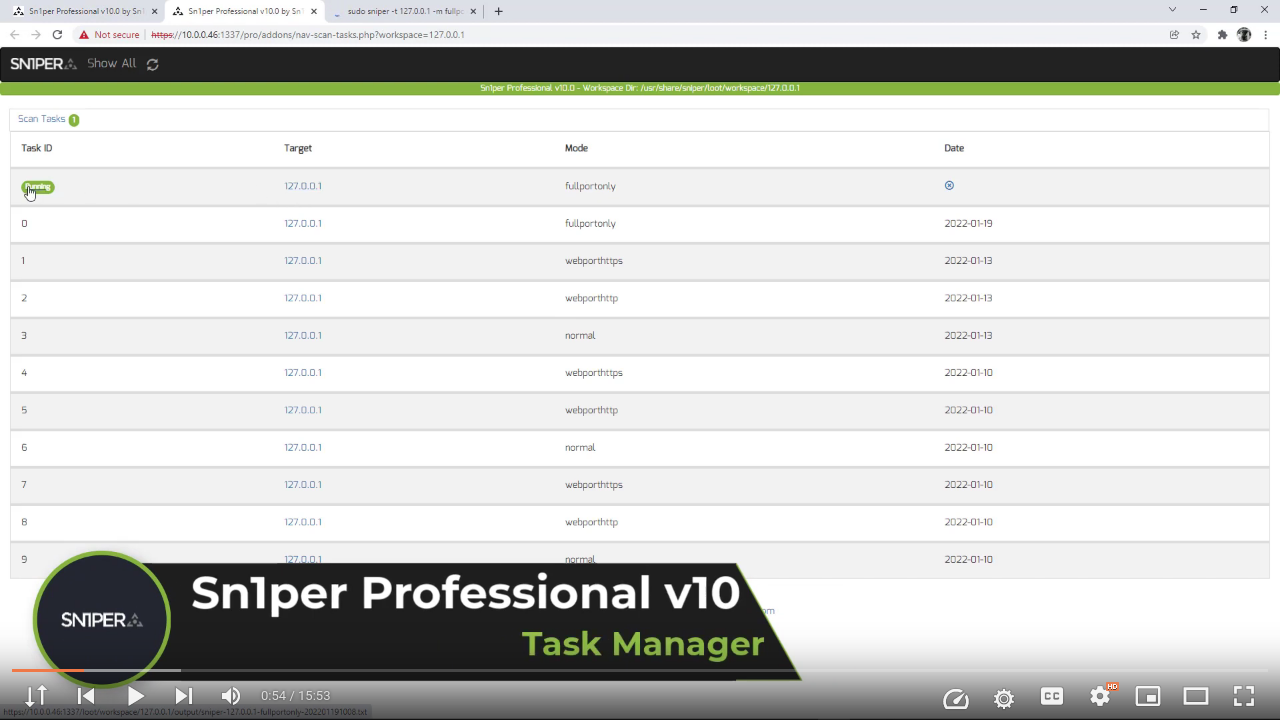 Sn1per Professional v10.0 by Sn1
Sn1per Professional v10.0 by Sn1
sudo sniper -t 127.0.0.1 -m fullpo
Not secure
https://10.0.0.46:1337/pro/addons/nav-scan-tasks.php?workspace=127.0.0.1
SN1PER
Show All
Sn1per Professional v10.0 - Workspace Dir: /usr/share/sniper/loot/workspace/127.0.0.1
Scan Tasks 1
Task ID Target Mode Date
Running 127.0.0.1 fullportonly
0 127.0.0.1 fullportonly 2022-01-19
1 127.0.0.1 webporthttps 2022-01-13
2 127.0.0.1 webporthttp 2022-01-13
3 127.0.0.1 normal 2022-01-13
4 127.0.0.1 webporthttps 2022-01-10
5 127.0.0.1 webporthttp 2022-01-10
6 127.0.0.1 normal 2022-01-10
7 127.0.0.1 webporthttps 2022-01-10
8 127.0.0.1 webporthttp 2022-01-10
9 127.0.0.1 normal 2022-01-10
SN1PER
Sn1per Professional v10
om
Task Manager
0:54 / 15:53
CC
HD
https://10.0.0.46:1337/loot/workspace/127.0.0.1/output/sniper-127.0.0.1-fullportonly-202201191008.txt